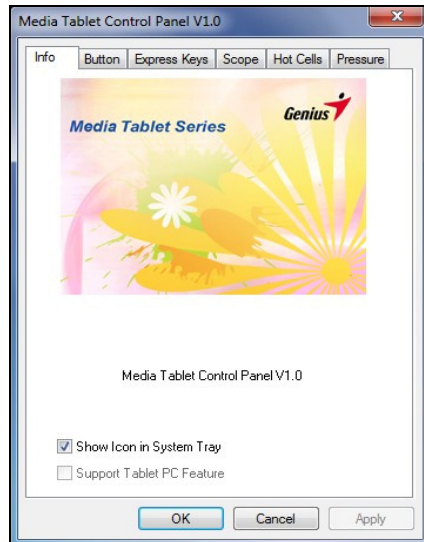 Media Tablet Control Panel V1.0
Info Button Express Keys Scope Hot Cells Pressure
Genius
Media Tablet Series
Media Tablet Control Panel V1.0
Show Icon in System Tray
Support Tablet PC Feature
OK Cancel Apply